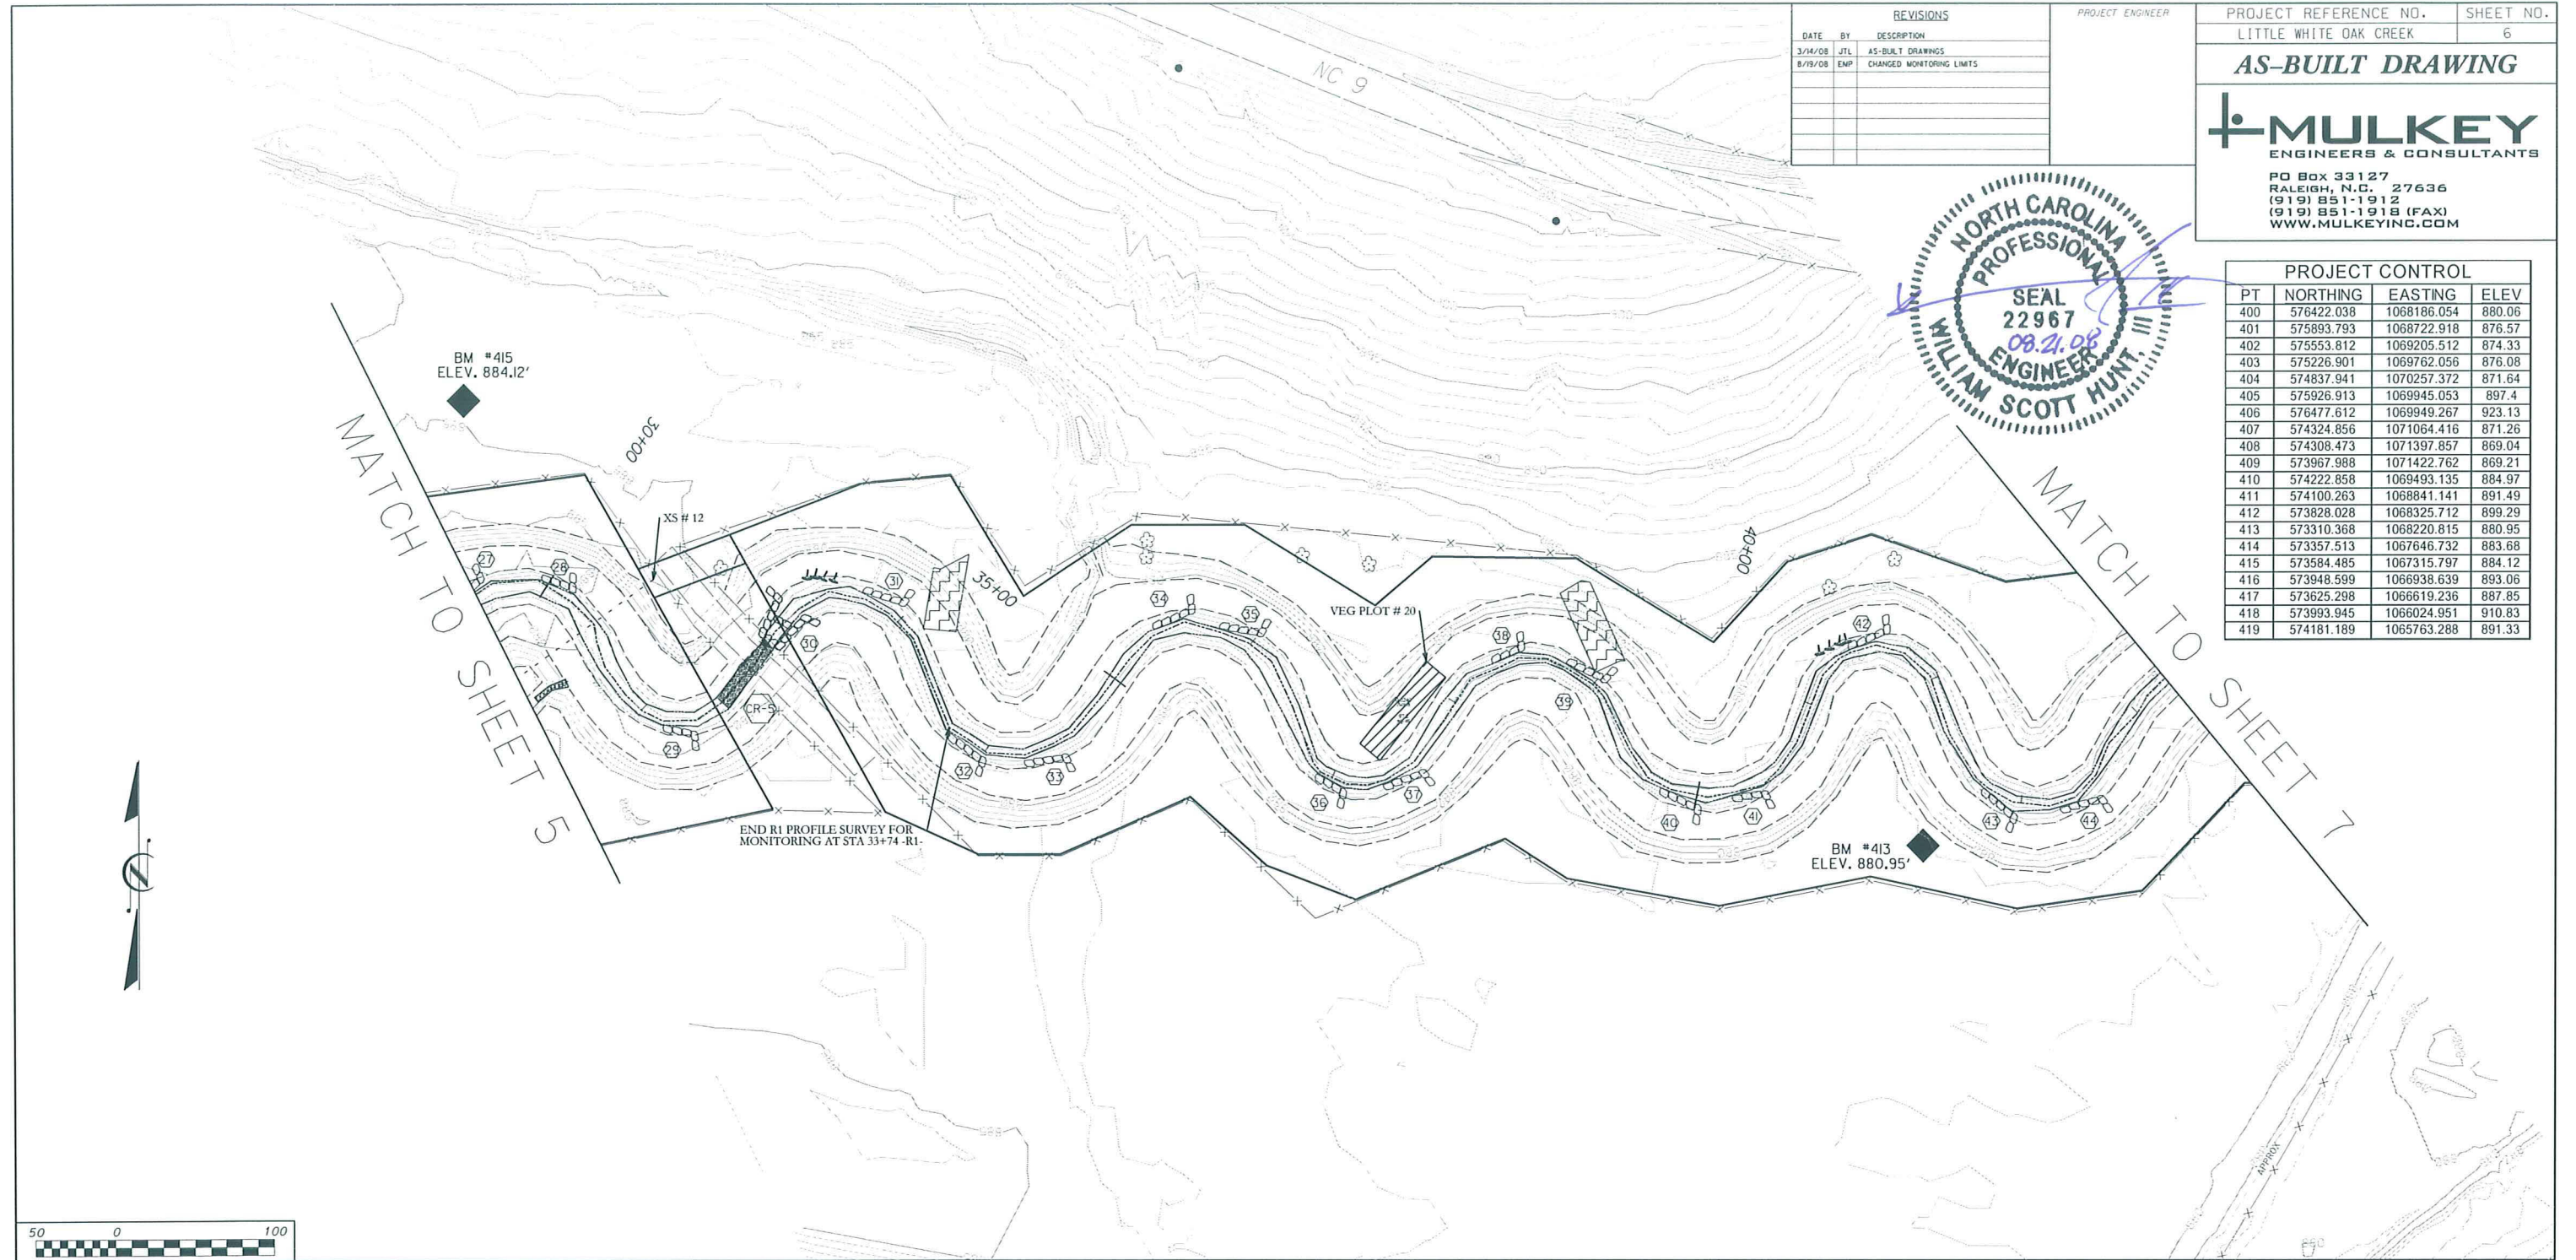 REVISIONS
DATE BY DESCRIPTION
3/14/08 JTL AS-BUILT DRAWINGS
8/19/08 EMP CHANGED MONITORING LIMITS
PROJECT ENGINEER
PROJECT REFERENCE NO. SHEET NO.
LITTLE WHITE OAK CREEK 6
AS-BUILT DRAWING
MULKEY
ENGINEERS & CONSULTANTS
PO BOX 33127
RALEIGH, N.C. 27636
(919) 851-1912
(919) 851-1918 (FAX)
WWW.MULKEYINC.COM
NORTH CAROLINA
PROFESSIONAL
SEAL
22967
08.21.08
ENGINEER
WILLIAM SCOTT HUNT, III
PROJECT CONTROL
PT NORTHING EASTING ELEV
400 576422.038 1068186.054 880.06
401 575893.793 1068722.918 876.57
402 575553.812 1069205.512 874.33
403 575226.901 1069762.056 876.08
404 574837.941 1070257.372 871.64
405 575926.913 1069945.053 897.4
406 576477.612 1069949.267 923.13
407 574324.856 1071064.416 871.26
408 574308.473 1071397.857 869.04
409 573967.988 1071422.762 869.21
410 574222.858 1069493.135 884.97
411 574100.263 1068841.141 891.49
412 573828.028 1068325.712 899.29
413 573310.368 1068220.815 880.95
414 573357.513 1067646.732 883.68
415 573584.485 1067315.797 884.12
416 573948.599 1066938.639 893.06
417 573625.298 1066619.236 887.85
418 573993.945 1066024.951 910.83
419 574181.189 1065763.288 891.33
NC 9
BM #415
ELEV. 884.12'
MATCH TO SHEET 5
30+00
XS # 12
27
28
29
CR-5
30
31
35+00
32
33
END R1 PROFILE SURVEY FOR
MONITORING AT STA 33+74 -R1-
34
35
36
37
VEG PLOT # 20
38
39
40
41
40+00
42
43
44
BM #413
ELEV. 880.95'
MATCH TO SHEET 7
APPROX
50 0 100